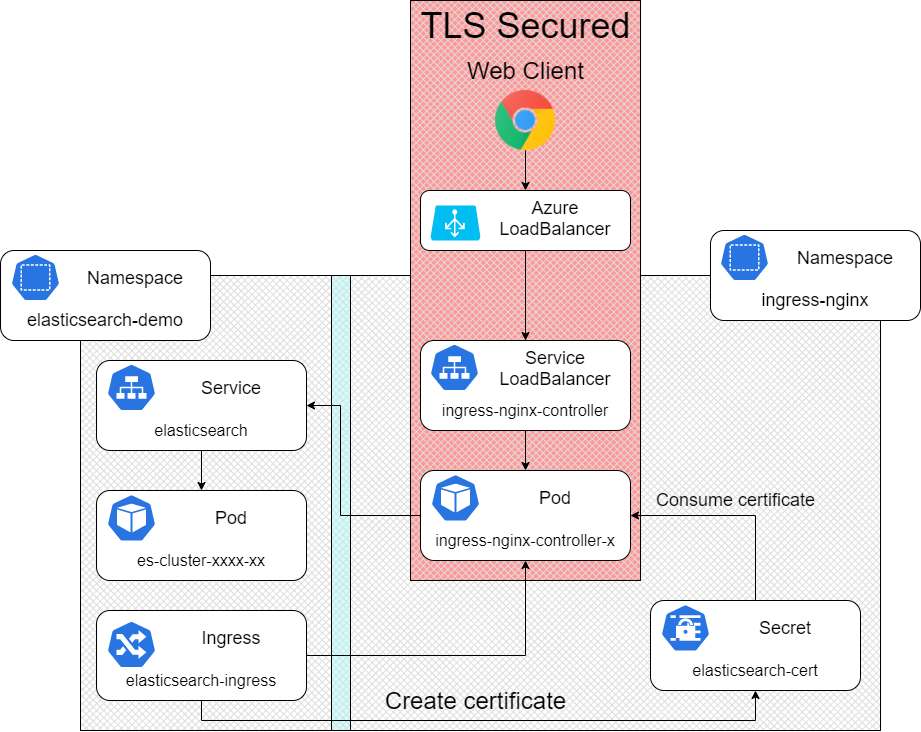 TLS Secured
Web Client
Azure
LoadBalancer
Namespace
elasticsearch-demo
Namespace
ingress-nginx
Service
elasticsearch
Service
LoadBalancer
ingress-nginx-controller
Pod
es-cluster-xxxx-xx
Pod
ingress-nginx-controller-x
Consume certificate
Ingress
elasticsearch-ingress
Secret
elasticsearch-cert
Create certificate